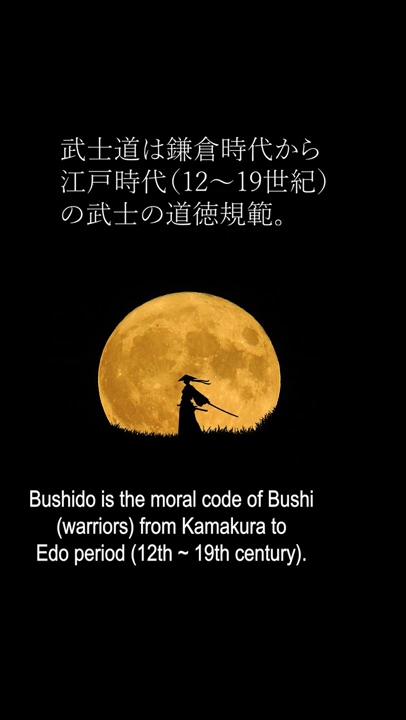 武士道は鎌倉時代から
江戸時代（12〜19世紀）
の武士の道徳規範。
Bushido is the moral code of Bushi
(warriors) from Kamakura to
Edo period (12th ~ 19th century).